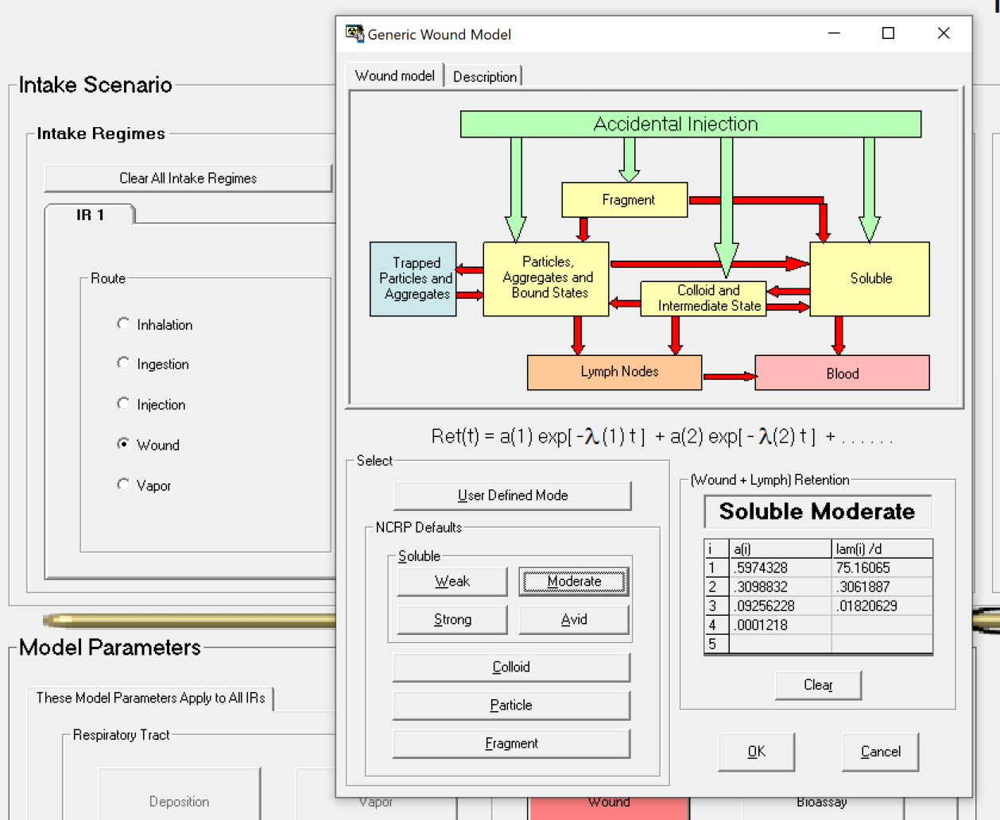 Intake Scenario
Intake Regimes
Clear All Intake Regimes
IR 1
Route
Inhalation
Ingestion
Injection
Wound
Vapor
Model Parameters
These Model Parameters Apply to All IRs
Respiratory Tract
Deposition
Vapor
Wound
Bioassay
Generic Wound Model
Wound model
Description
Accidental Injection
Fragment
Trapped
Particles and
Aggregates
Particles,
Aggregates and
Bound States
Colloid and
Intermediate State
Soluble
Lymph Nodes
Blood
Ret(t) = a(1) exp[ -λ(1) t ] + a(2) exp[ -λ(2) t ] + . . . . . .
Select
User Defined Mode
NCRP Defaults
Soluble
Weak
Moderate
Strong
Avid
Colloid
Particle
Fragment
(Wound + Lymph) Retention
Soluble Moderate
i a(i) lam(i) /d
1 .5974328 75.16065
2 .3098832 .3061887
3 .09256228 .01820629
4 .0001218
5
Clear
OK
Cancel